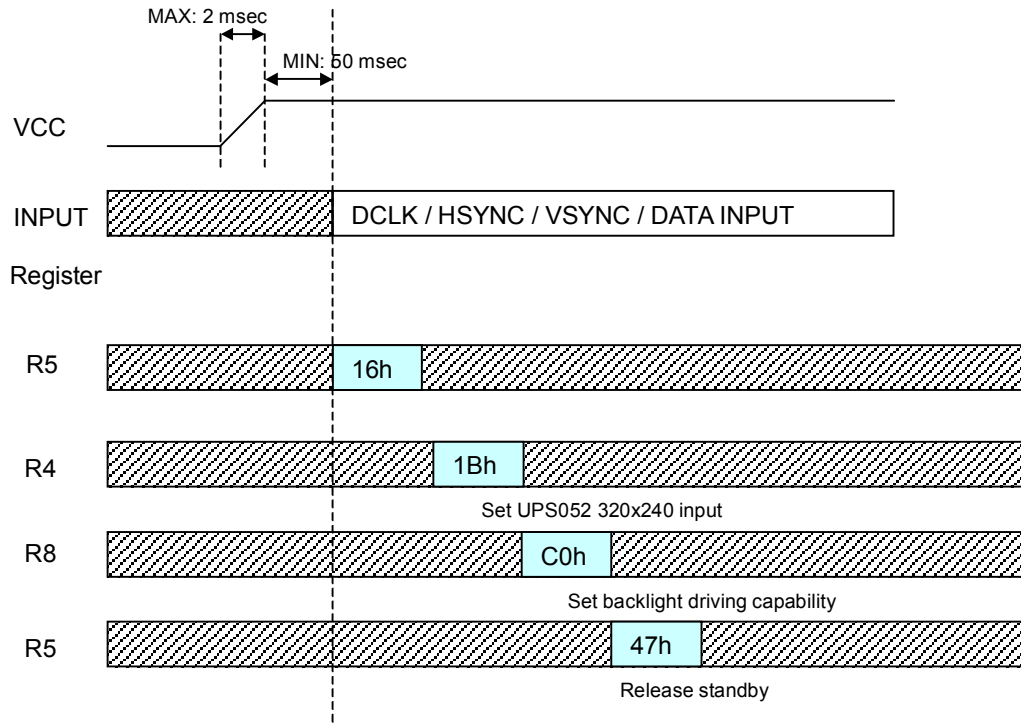 MAX: 2 msec
MIN: 50 msec
VCC
INPUT
DCLK / HSYNC / VSYNC / DATA INPUT
Register
R5
16h
R4
1Bh
Set UPS052 320x240 input
R8
C0h
Set backlight driving capability
R5
47h
Release standby